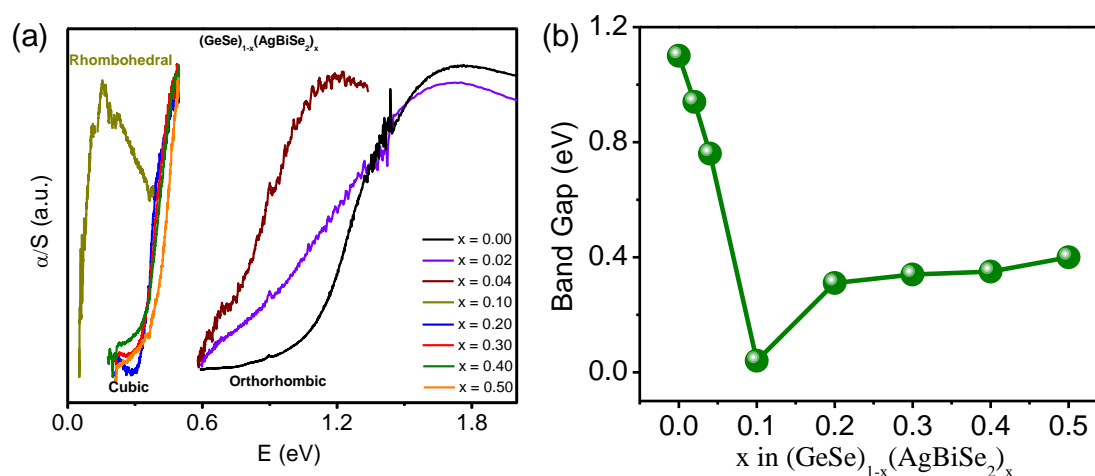 (a)
(GeSe)1-x(AgBiSe2)x
Rhombohedral
α/S (a.u.)
x = 0.00
x = 0.02
x = 0.04
x = 0.10
x = 0.20
x = 0.30
x = 0.40
x = 0.50
Cubic
Orthorhombic
0.0 0.6 1.2 1.8
E (eV)
(b)
1.2
0.8
0.4
0.0
Band Gap (eV)
0.0 0.1 0.2 0.3 0.4 0.5
x in (GeSe)1-x(AgBiSe2)x